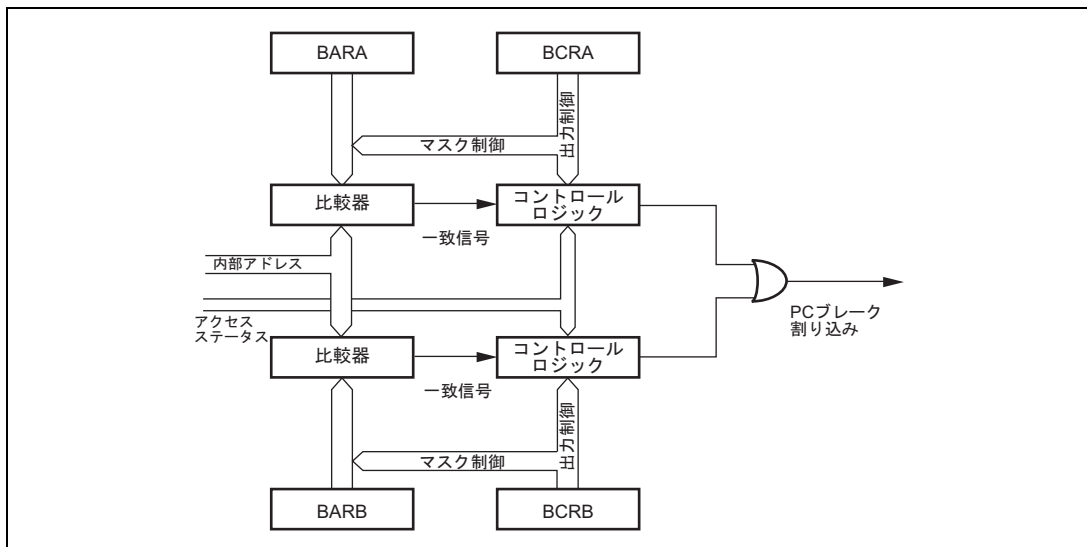 BARA
BCRA
出力制御
マスク制御
比較器
コントロール
ロジック
一致信号
内部アドレス
アクセス
ステータス
PCブレーク
割り込み
比較器
コントロール
ロジック
一致信号
出力制御
マスク制御
BARB
BCRB